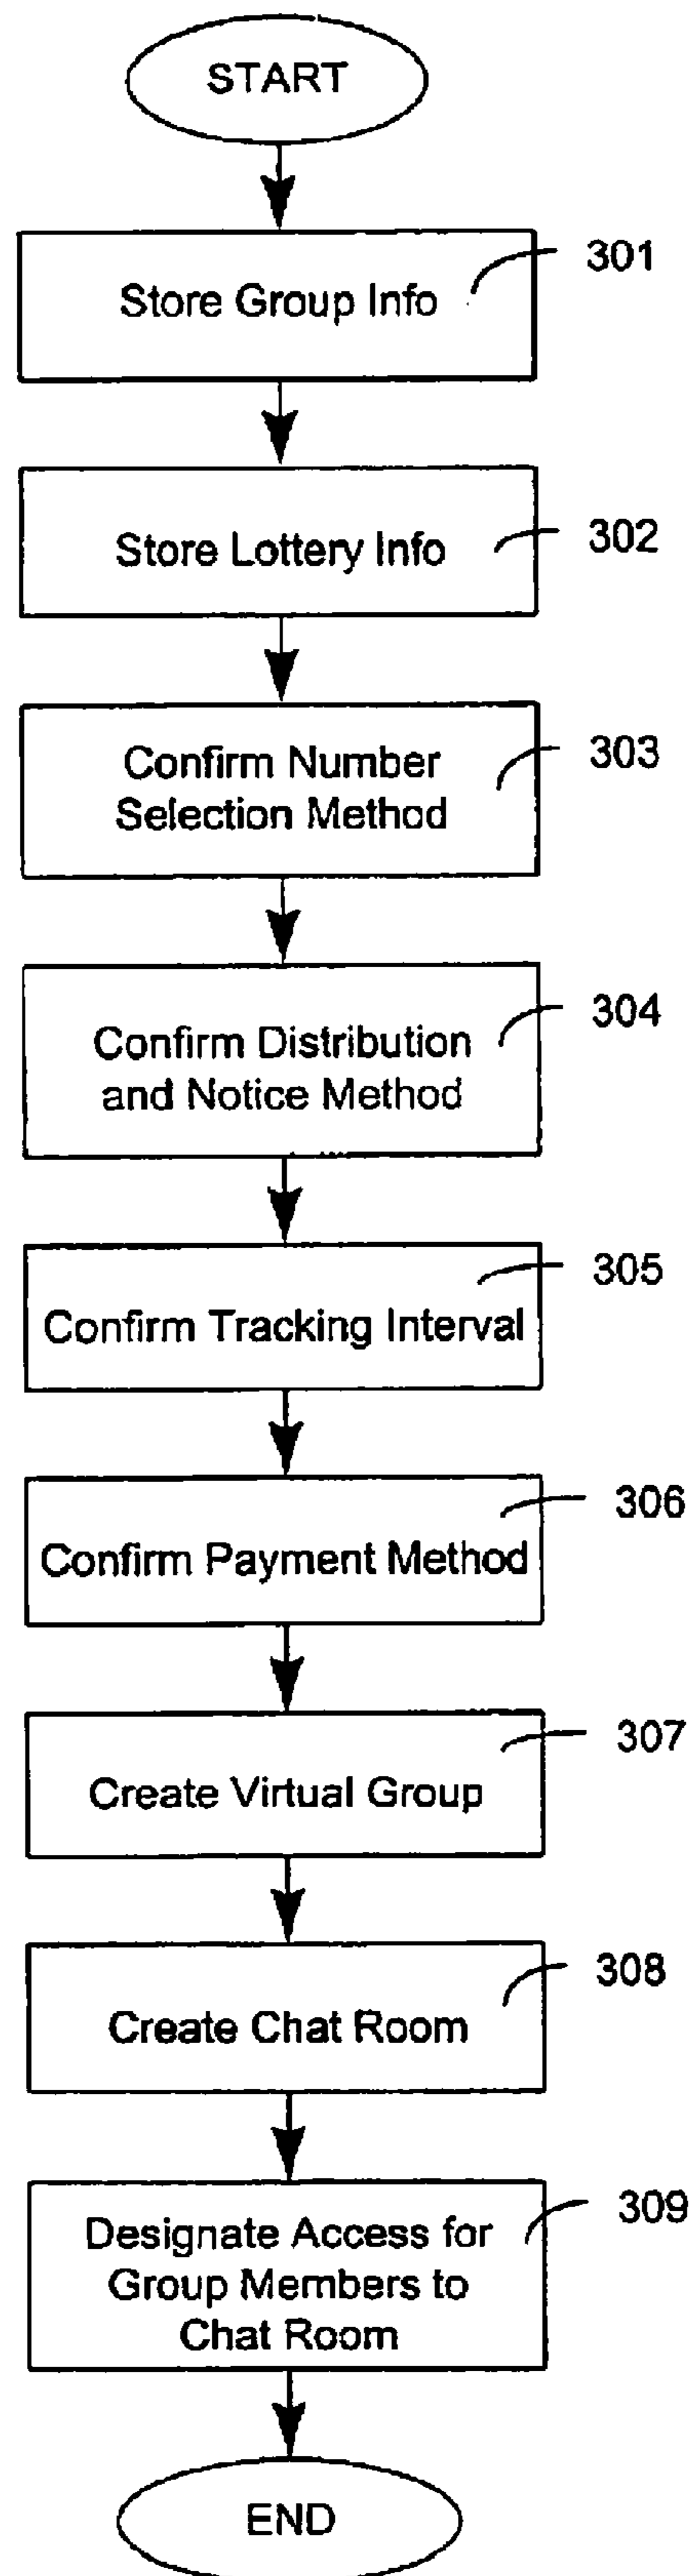 START
301
Store Group Info
302
Store Lottery Info
303
Confirm Number
Selection Method
304
Confirm Distribution
and Notice Method
305
Confirm Tracking Interval
306
Confirm Payment Method
307
Create Virtual Group
308
Create Chat Room
309
Designate Access for
Group Members to
Chat Room
END